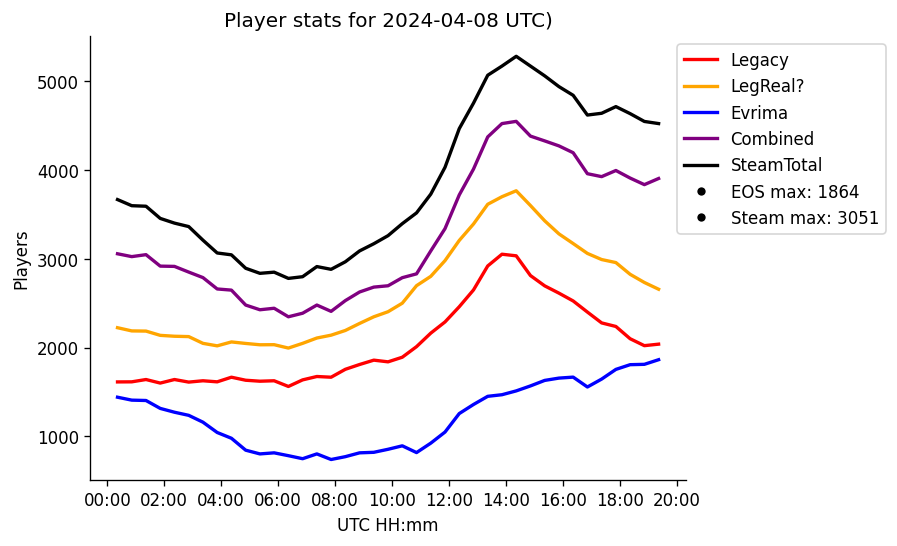 Player stats for 2024-04-08 UTC)
Players
5000
4000
3000
2000
1000
00:00 02:00 04:00 06:00 08:00 10:00 12:00 14:00 16:00 18:00 20:00
UTC HH:mm
Legacy
LegReal?
Evrima
Combined
SteamTotal
EOS max: 1864
Steam max: 3051